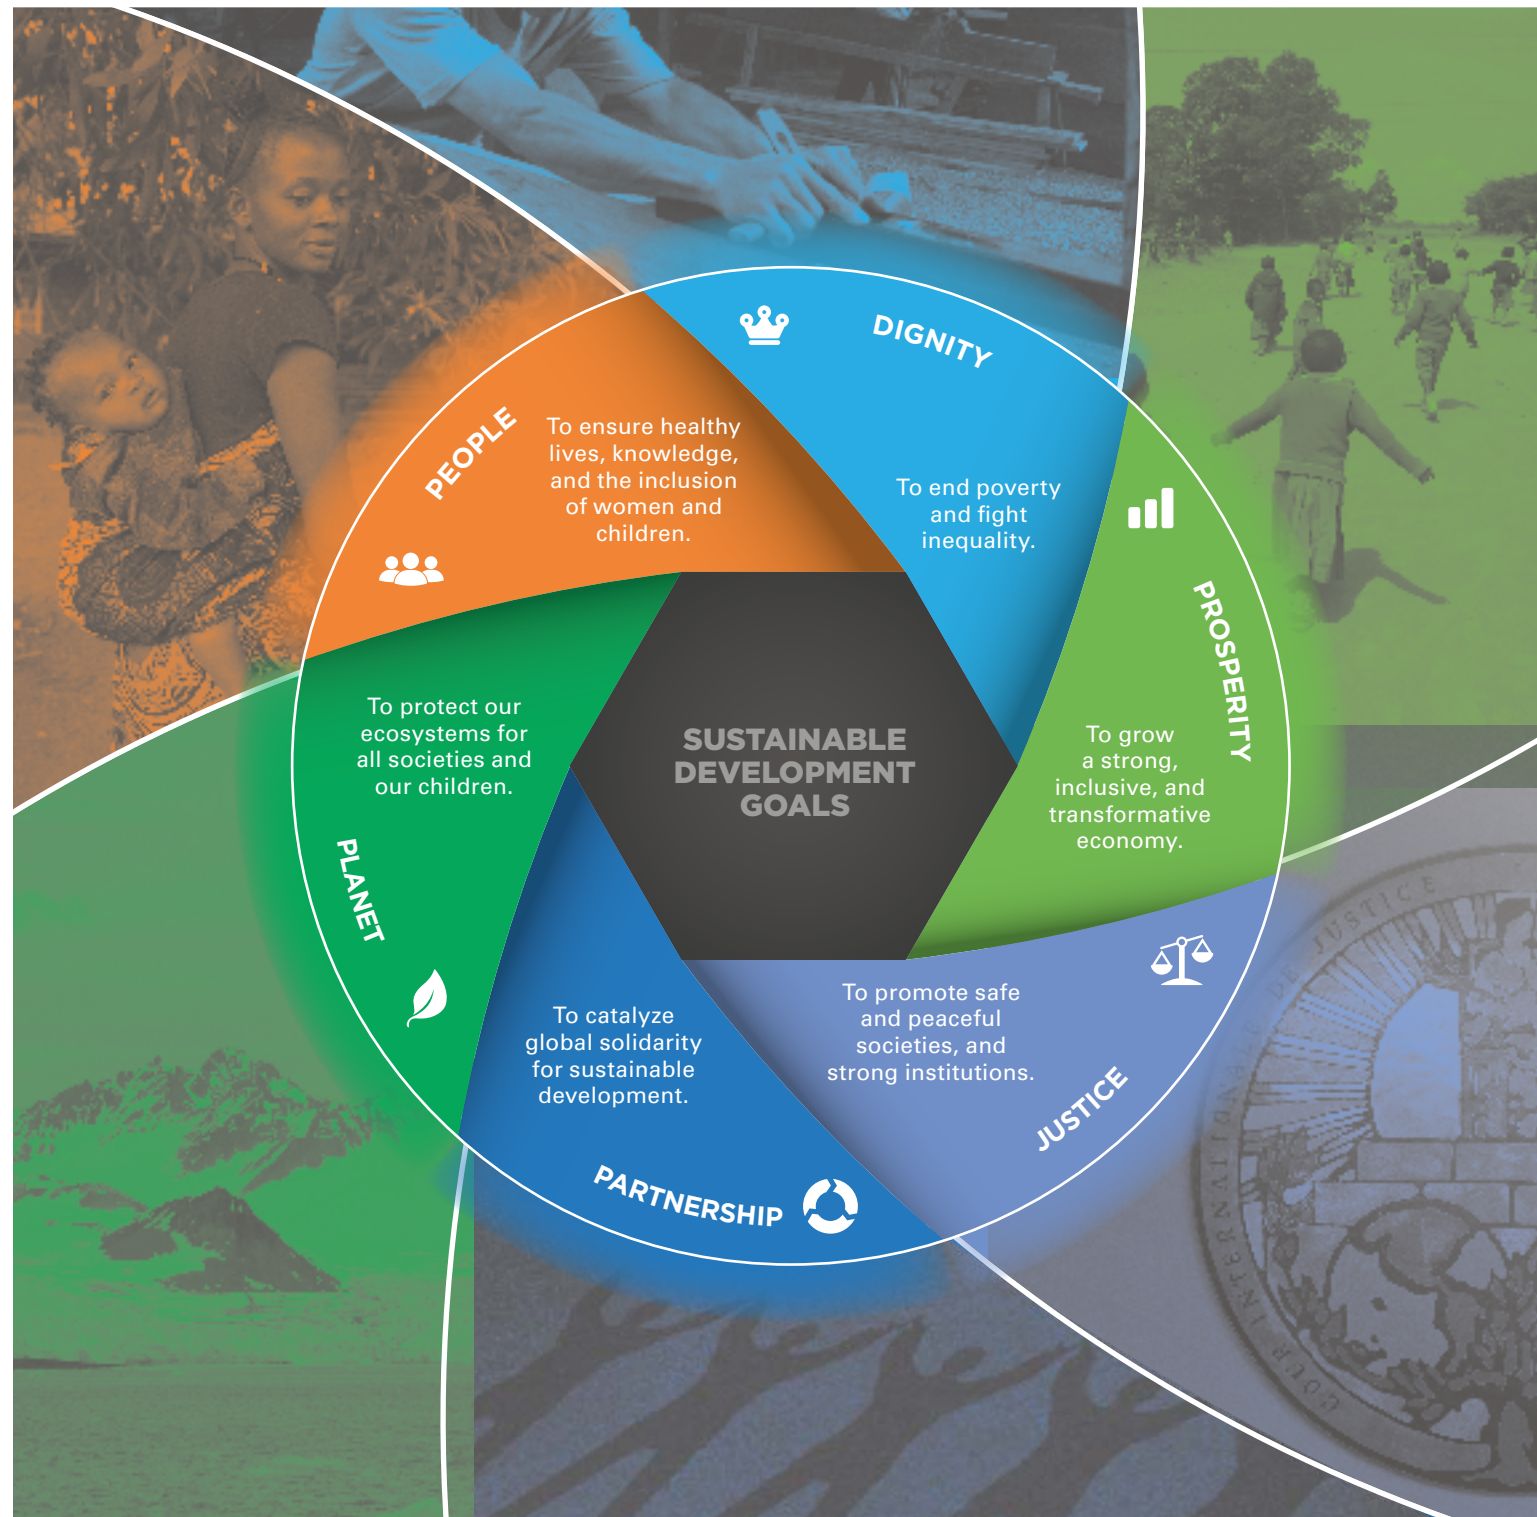 DIGNITY
To end poverty
and fight
inequality.
PROSPERITY
To grow
a strong,
inclusive, and
transformative
economy.
JUSTICE
To promote safe
and peaceful
societies, and
strong institutions.
PARTNERSHIP
To catalyze
global solidarity
for sustainable
development.
PLANET
To protect our
ecosystems for
all societies and
our children.
PEOPLE
To ensure healthy
lives, knowledge,
and the inclusion
of women and
children.
SUSTAINABLE
DEVELOPMENT
GOALS
JUSTICE